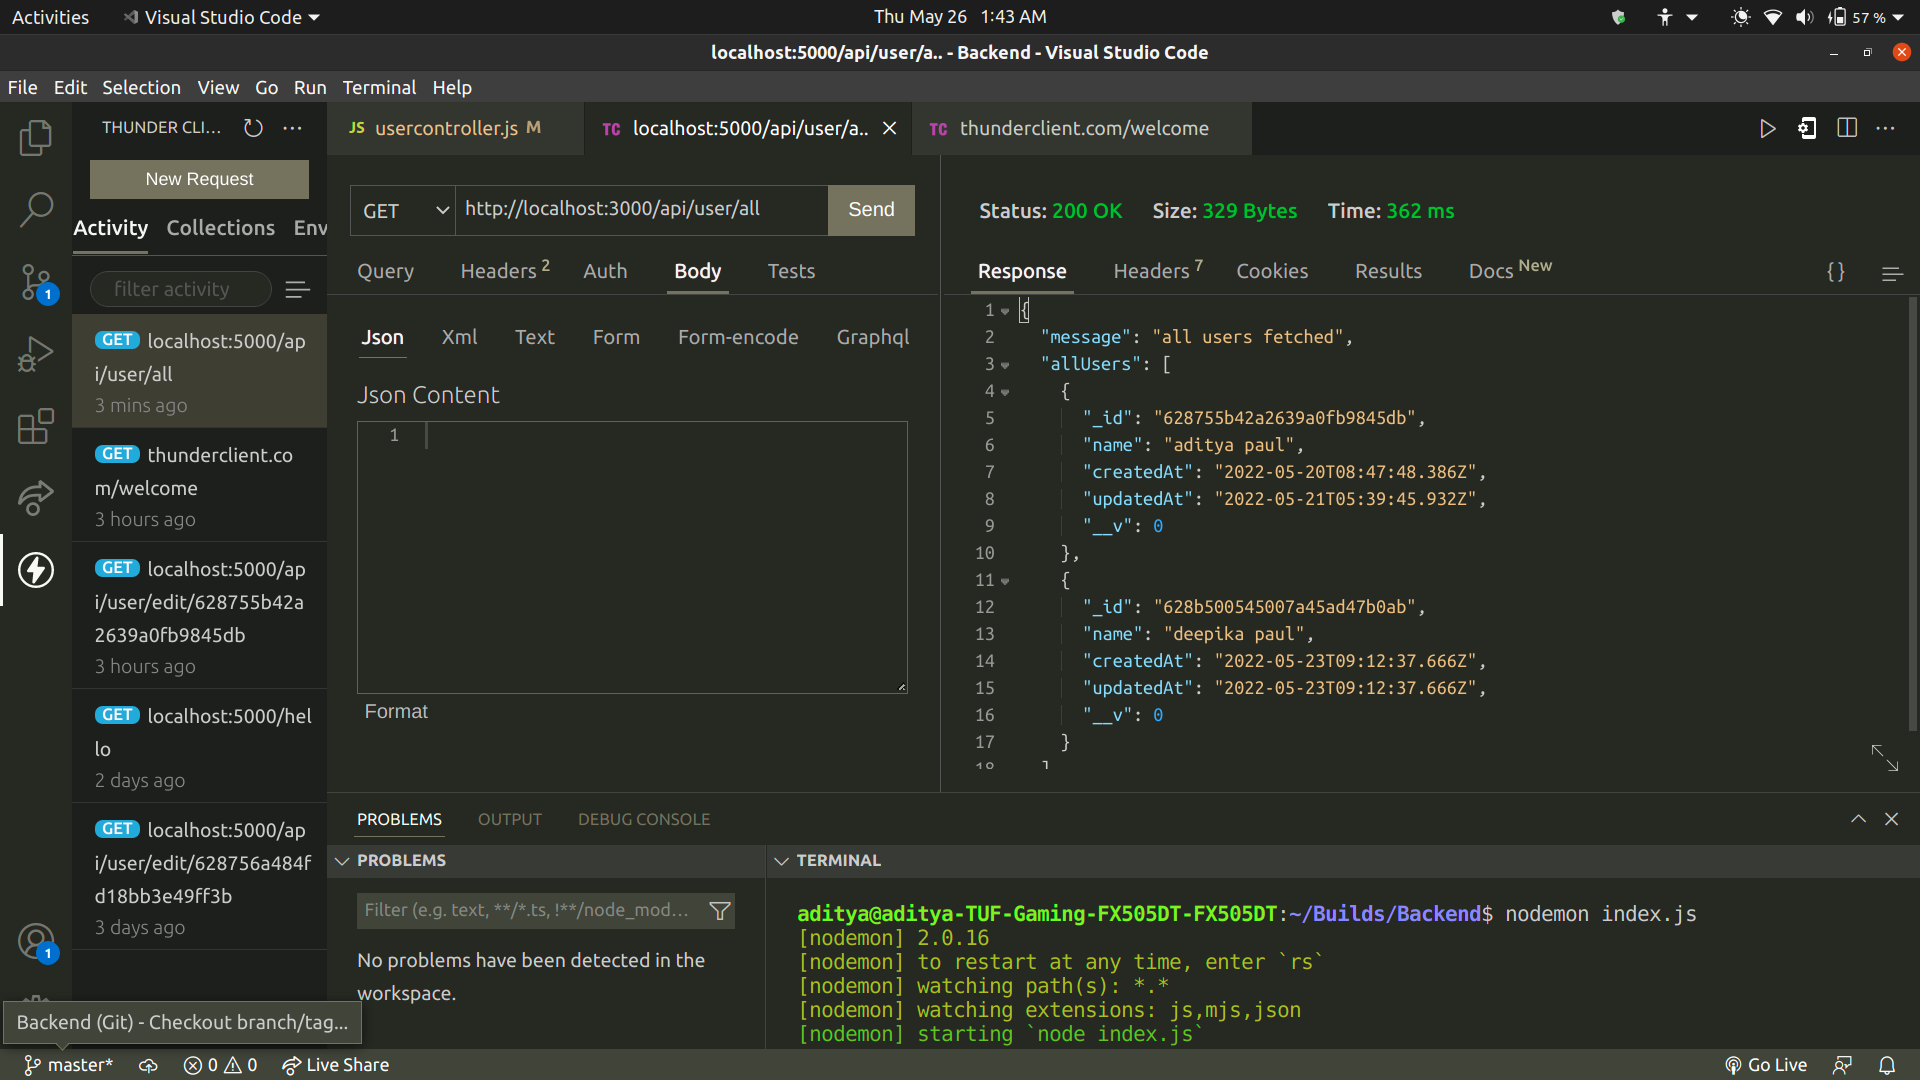 Activities
Visual Studio Code
Thu May 26 1:43 AM
57 %
localhost:5000/api/user/a.. - Backend - Visual Studio Code
File Edit Selection View Go Run Terminal Help
THUNDER CLI...
New Request
Activity Collections Env
filter activity
GET localhost:5000/ap
i/user/all
3 mins ago
GET thunderclient.co
m/welcome
3 hours ago
GET localhost:5000/ap
i/user/edit/628755b42a
2639a0fb9845db
3 hours ago
GET localhost:5000/hel
lo
2 days ago
GET localhost:5000/ap
i/user/edit/628756a484f
d18bb3e49ff3b
3 days ago
1
1
Backend (Git) - Checkout branch/tag...
JS usercontroller.js M
TC localhost:5000/api/user/a..
TC thunderclient.com/welcome
GET http://localhost:3000/api/user/all Send
Query Headers 2 Auth Body Tests
Json Xml Text Form Form-encode Graphql
Json Content
1
Format
Status: 200 OK Size: 329 Bytes Time: 362 ms
Response Headers 7 Cookies Results Docs New {}
1 {
2 "message": "all users fetched",
3 "allUsers": [
4 {
5 "_id": "628755b42a2639a0fb9845db",
6 "name": "aditya paul",
7 "createdAt": "2022-05-20T08:47:48.386Z",
8 "updatedAt": "2022-05-21T05:39:45.932Z",
9 "__v": 0
10 },
11 {
12 "_id": "628b500545007a45ad47b0ab",
13 "name": "deepika paul",
14 "createdAt": "2022-05-23T09:12:37.666Z",
15 "updatedAt": "2022-05-23T09:12:37.666Z",
16 "__v": 0
17 }
18 ]
PROBLEMS OUTPUT DEBUG CONSOLE
PROBLEMS
Filter (e.g. text, **/*.ts, !**/node_mod...
No problems have been detected in the
workspace.
TERMINAL
aditya@aditya-TUF-Gaming-FX505DT-FX505DT:~/Builds/Backend$ nodemon index.js
[nodemon] 2.0.16
[nodemon] to restart at any time, enter `rs`
[nodemon] watching path(s): *.*
[nodemon] watching extensions: js,mjs,json
[nodemon] starting `node index.js`
master* 0 0 Live Share
Go Live